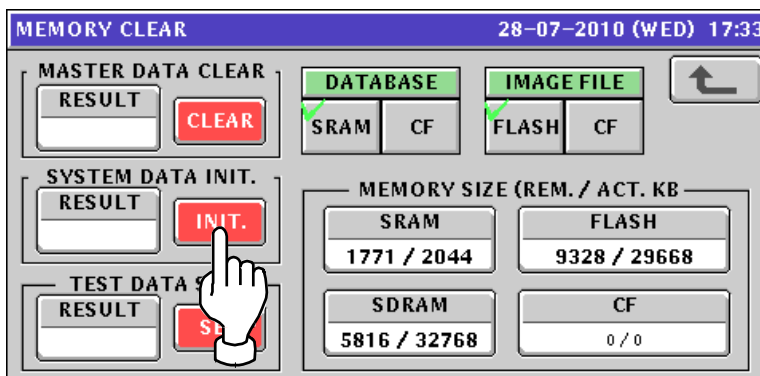 MEMORY CLEAR 28-07-2010 (WED) 17:33
MASTER DATA CLEAR
RESULT
CLEAR
DATABASE
SRAM CF
IMAGE FILE
FLASH CF
SYSTEM DATA INIT.
RESULT
INIT.
TEST DATA
RESULT
MEMORY SIZE (REM. / ACT. KB
SRAM
1771 / 2044
FLASH
9328 / 29668
SDRAM
5816 / 32768
CF
0 / 0